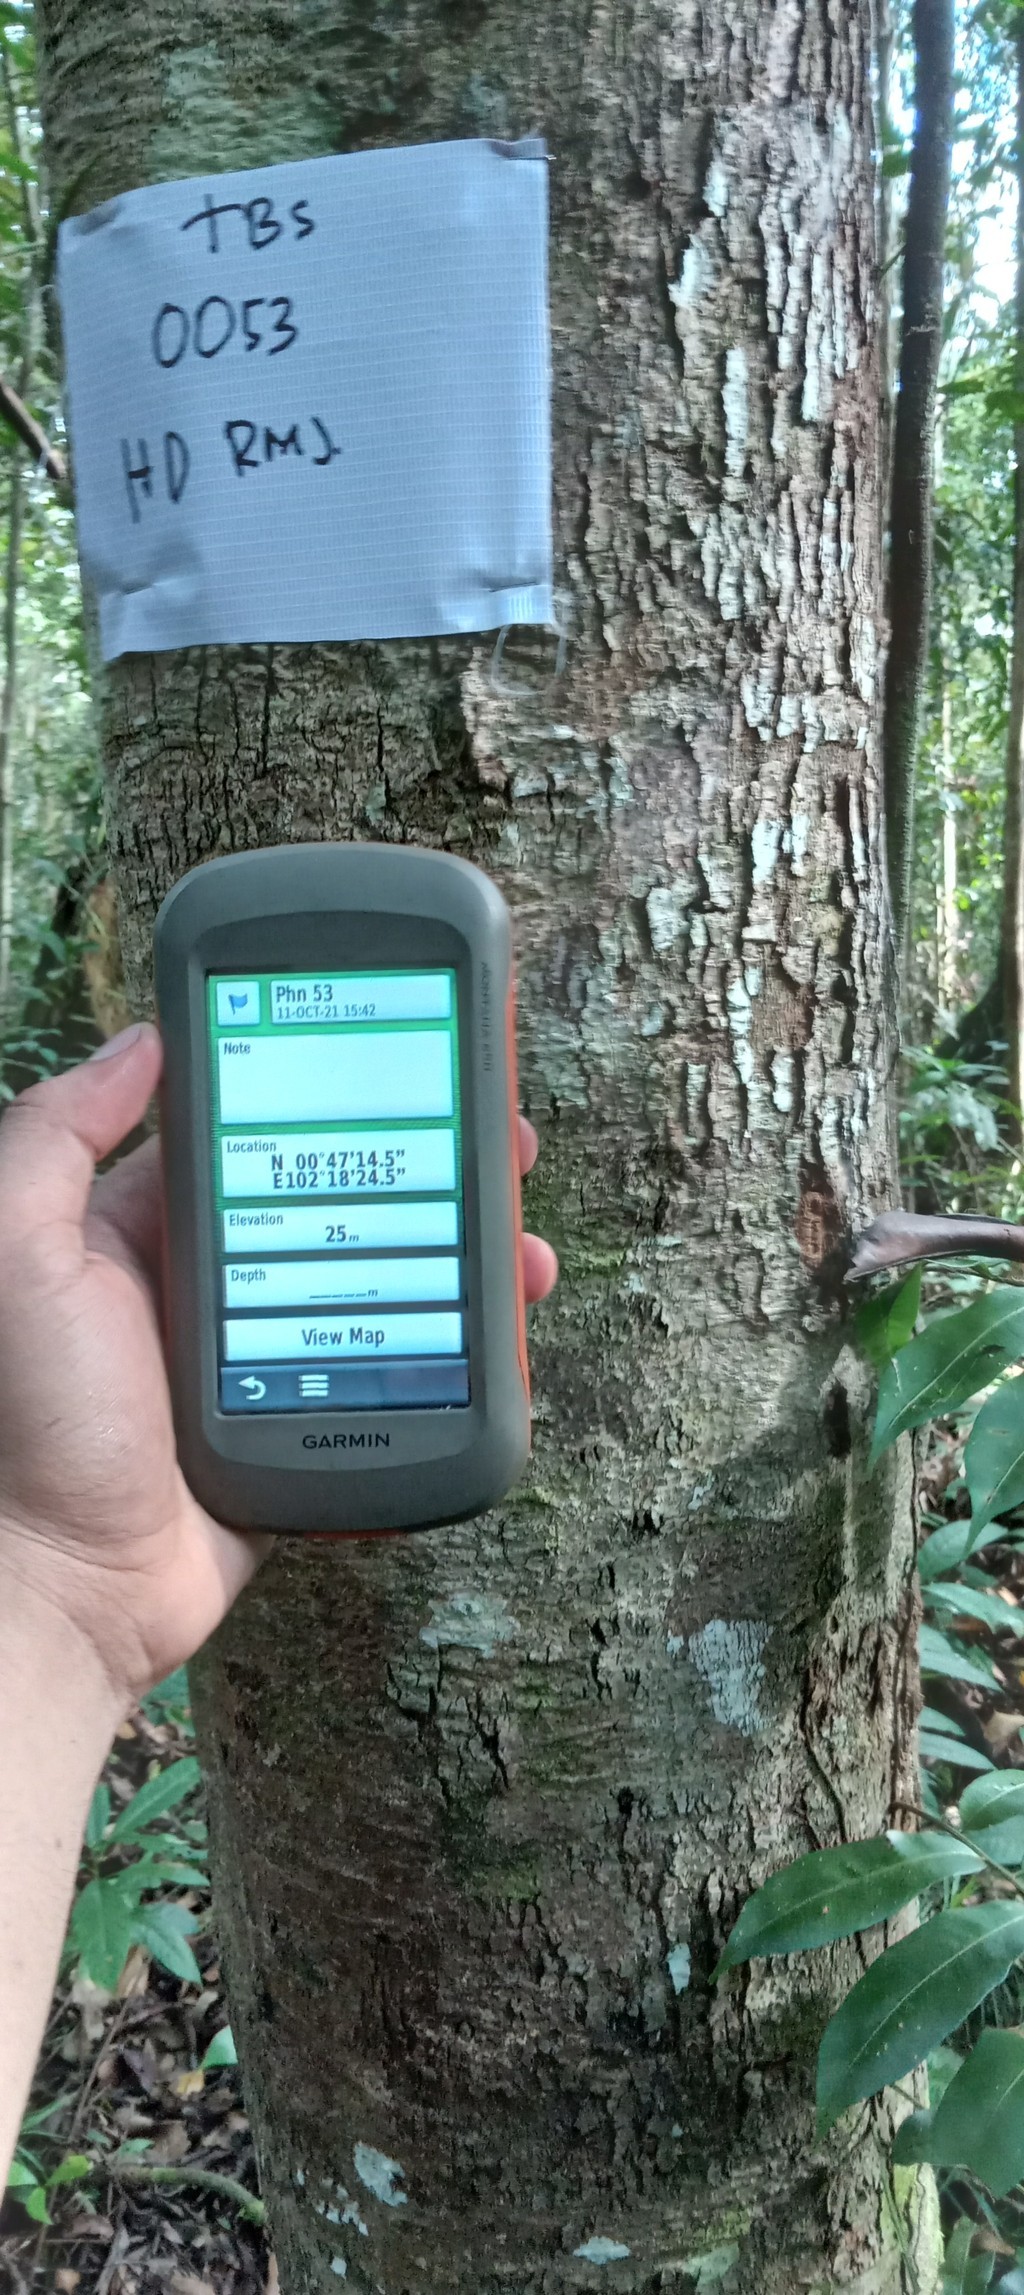 TBS
0053
HD RMJ
Phn 53
11-OCT-21 15:42
Note
Location
N 00°47'14.5"
E102°18'24.5"
Elevation
25m
Depth
_____m
View Map
GARMIN